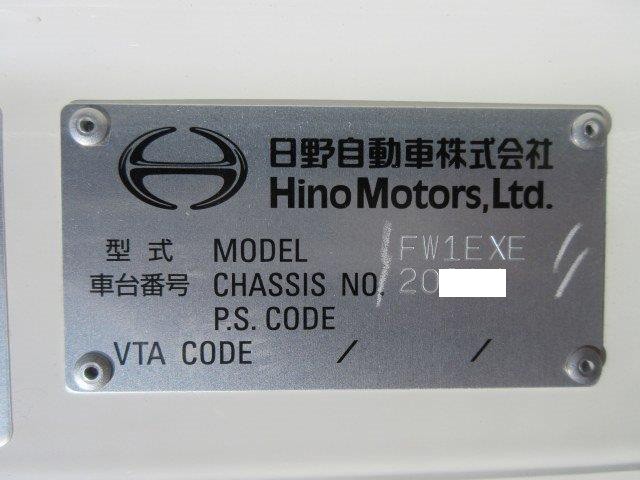 日野自動車株式会社
Hino Motors, Ltd.
型式 MODEL FW1EXE
車台番号 CHASSIS NO. 20
P.S. CODE
VTA CODE / /